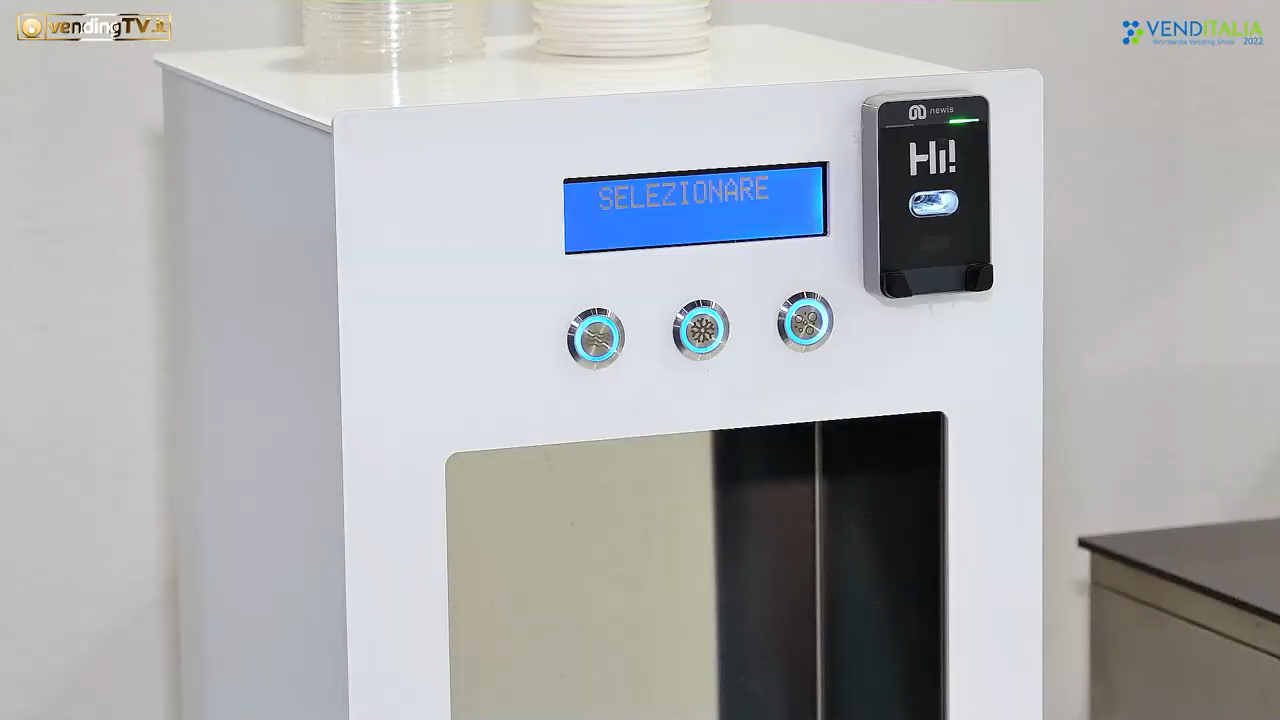 vendingTV.it
VENDITALIA
Worldwide Vending Show 2022
newis
Hi!
SELEZIONARE